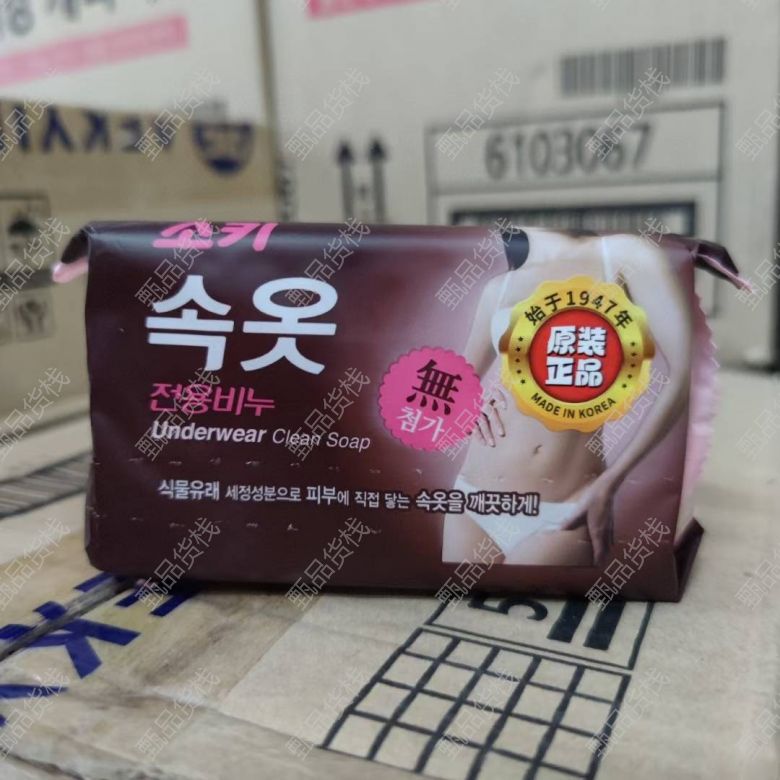 AEKYU
6103067
속옷
전용비누
Underwear Clean Soap
無
첨가
始于1947年
原装
正品
MADE IN KOREA
식물유래 세정성분으로 피부에 직접 닿는 속옷을 깨끗하게!
5
甄品货栈